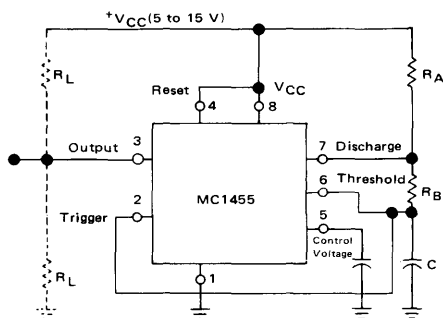 +VCC (5 to 15 V)
RL
RA
Reset
VCC
4
8
Output
3
7
Discharge
6
Threshold
RB
2
MC1455
Trigger
5
Control
Voltage
C
RL
1